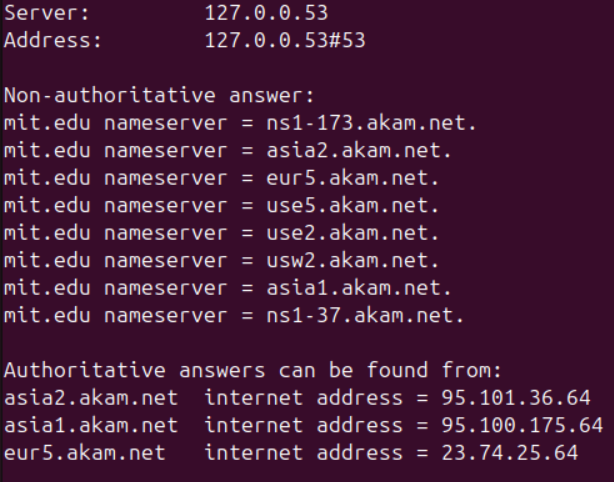 Server:         127.0.0.53
Address:        127.0.0.53#53

Non-authoritative answer:
mit.edu nameserver = ns1-173.akam.net.
mit.edu nameserver = asia2.akam.net.
mit.edu nameserver = eur5.akam.net.
mit.edu nameserver = use5.akam.net.
mit.edu nameserver = use2.akam.net.
mit.edu nameserver = usw2.akam.net.
mit.edu nameserver = asia1.akam.net.
mit.edu nameserver = ns1-37.akam.net.

Authoritative answers can be found from:
asia2.akam.net  internet address = 95.101.36.64
asia1.akam.net  internet address = 95.100.175.64
eur5.akam.net   internet address = 23.74.25.64